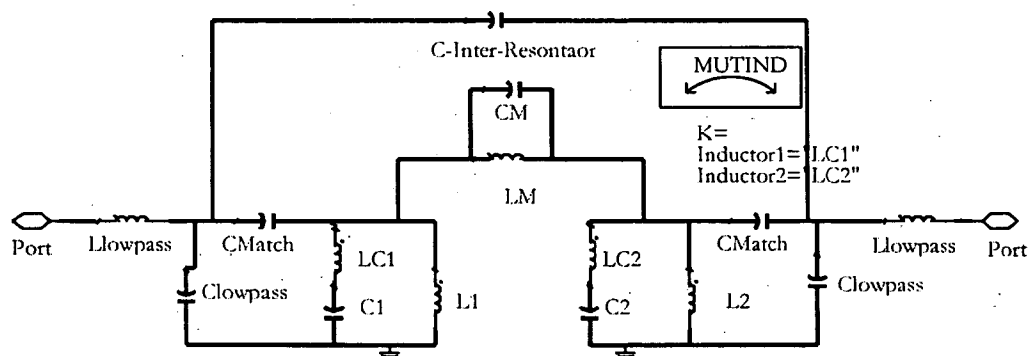 C-Inter-Resontaor
MUTIND
CM
K=
Inductor1= "LC1"
Inductor2= "LC2"
LM
Port
Llowpass
CMatch
CMatch
Llowpass
Port
LC1
LC2
Clowpass
C1
L1
C2
L2
Clowpass